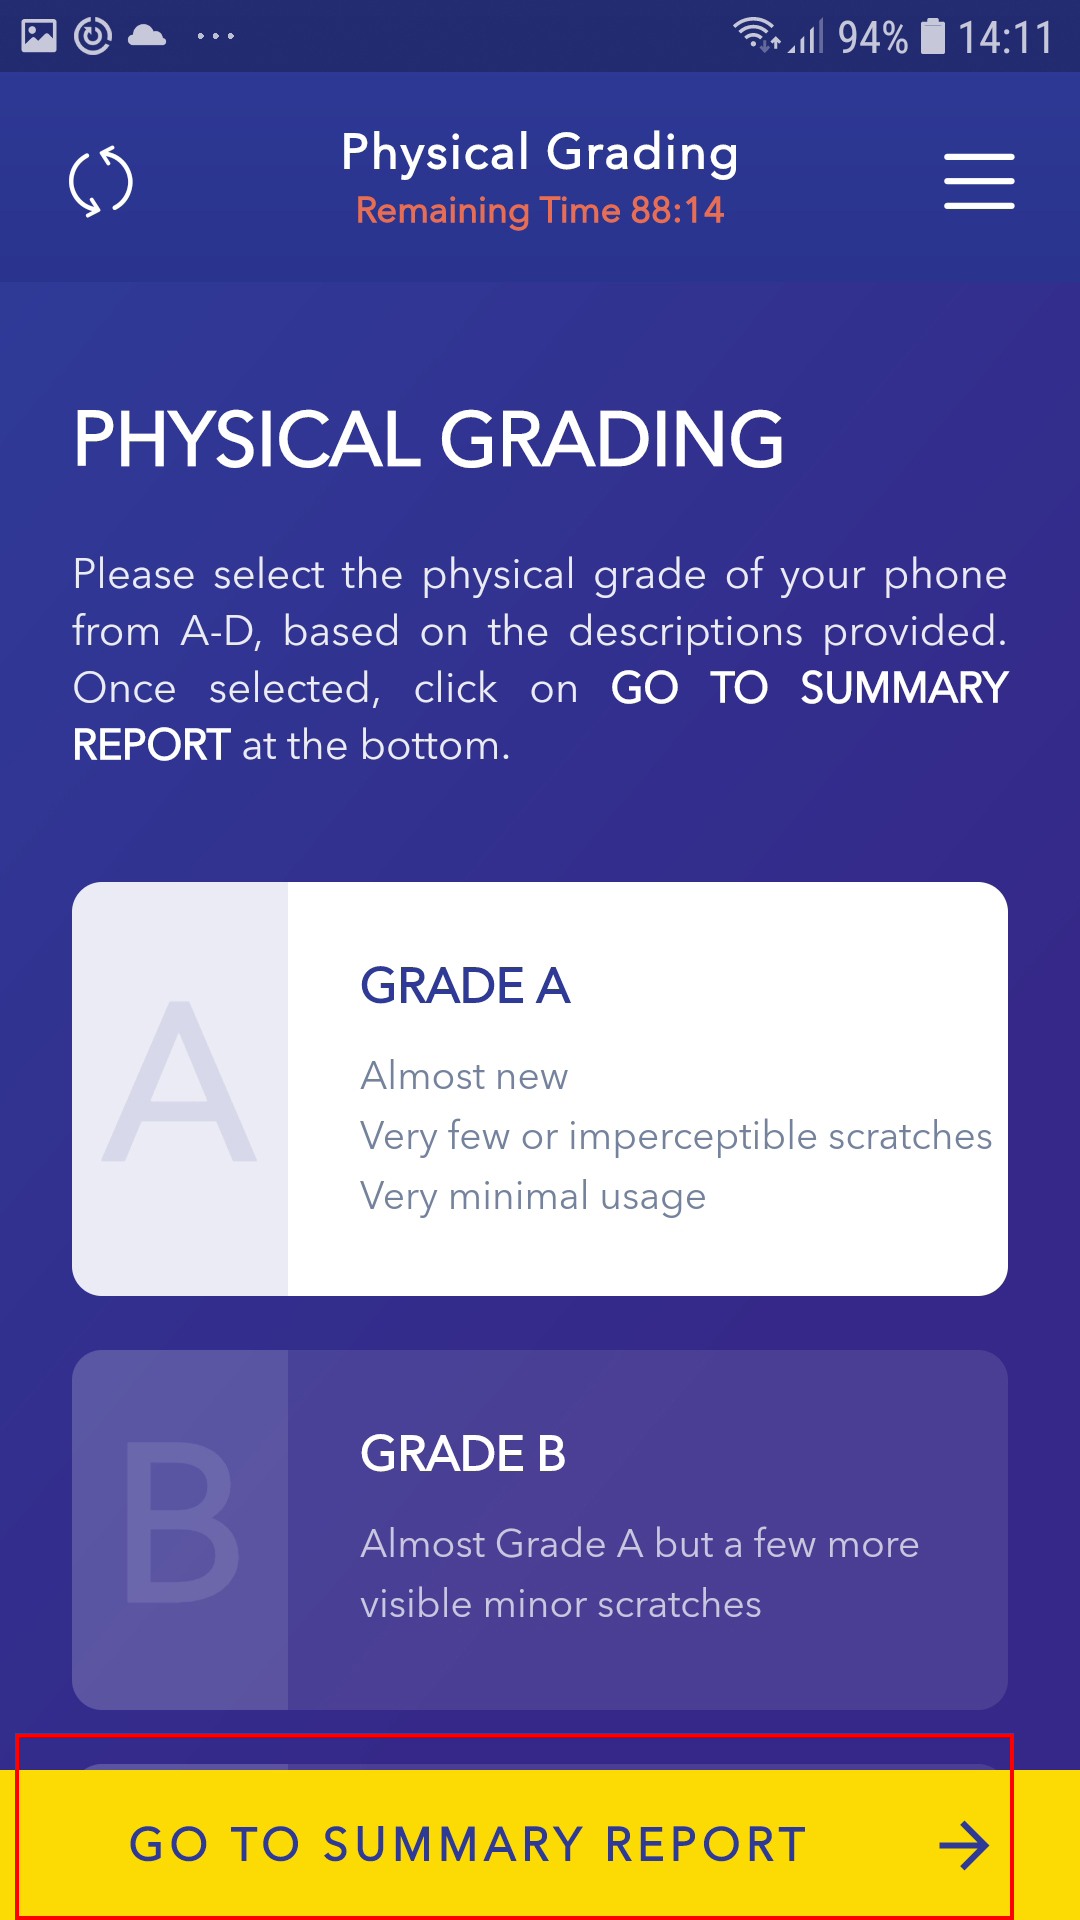 94% 14:11
Physical Grading
Remaining Time 88:14
PHYSICAL GRADING
Please select the physical grade of your phone
from A-D, based on the descriptions provided.
Once selected, click on GO TO SUMMARY
REPORT at the bottom.
A
GRADE A
Almost new
Very few or imperceptible scratches
Very minimal usage
B
GRADE B
Almost Grade A but a few more
visible minor scratches
GO TO SUMMARY REPORT